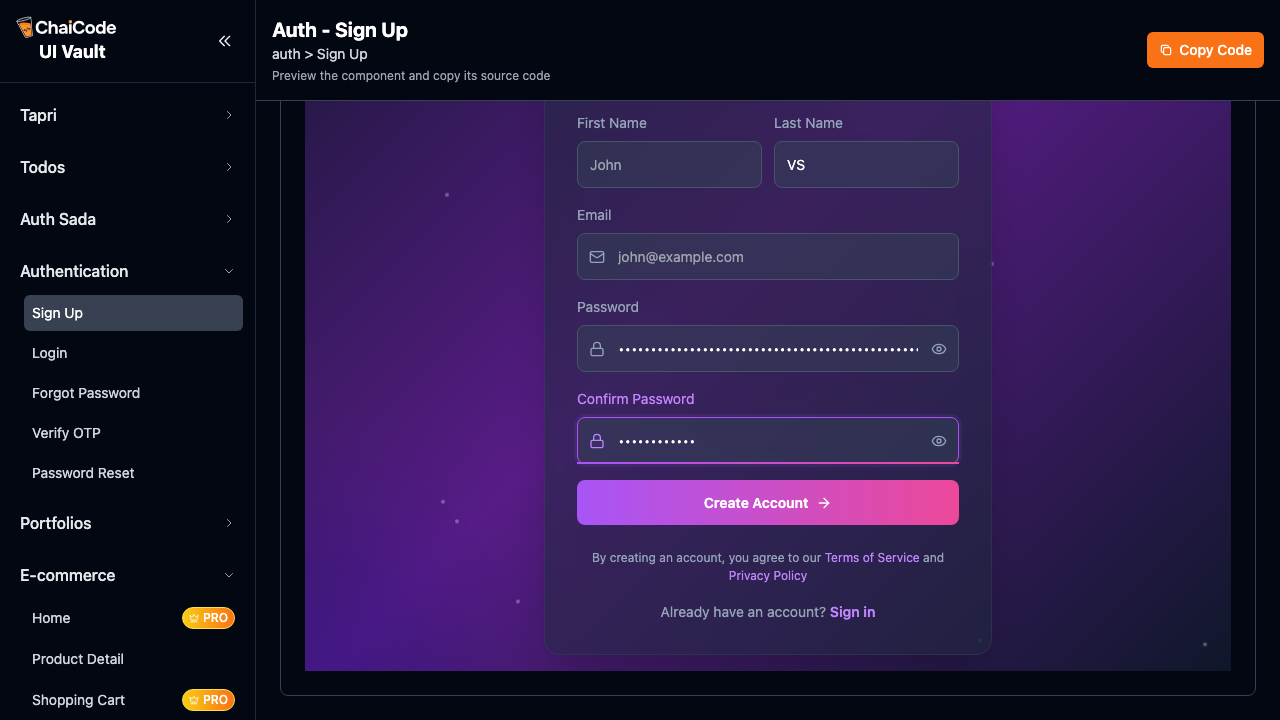 ChaiCode
UI Vault
Tapri
Todos
Auth Sada
Authentication
Sign Up
Login
Forgot Password
Verify OTP
Password Reset
Portfolios
E-commerce
Home
PRO
Product Detail
Shopping Cart
PRO
Auth - Sign Up
auth > Sign Up
Preview the component and copy its source code
Copy Code
First Name
Last Name
John
VS
Email
john@example.com
Password
Confirm Password
Create Account
By creating an account, you agree to our Terms of Service and
Privacy Policy
Already have an account? Sign in